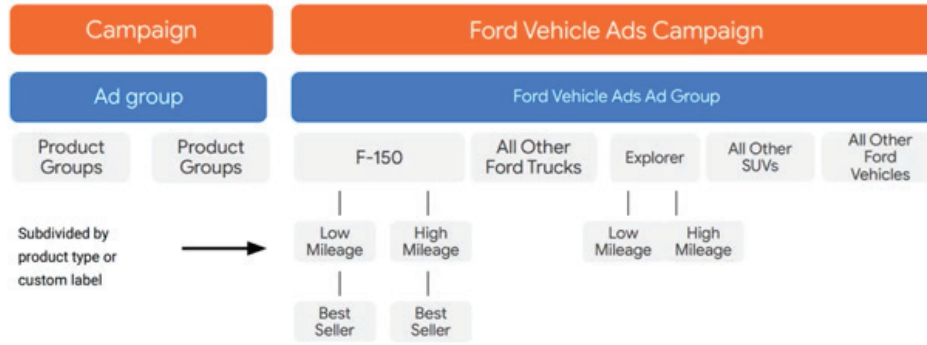 Campaign
Ford Vehicle Ads Campaign
Ad group
Ford Vehicle Ads Ad Group
Product
Groups
Product
Groups
F-150
All Other
Ford Trucks
Explorer
All Other
SUVs
All Other
Ford
Vehicles
Subdivided by
product type or
custom label
Low
Mileage
High
Mileage
Low
Mileage
High
Mileage
Best
Seller
Best
Seller